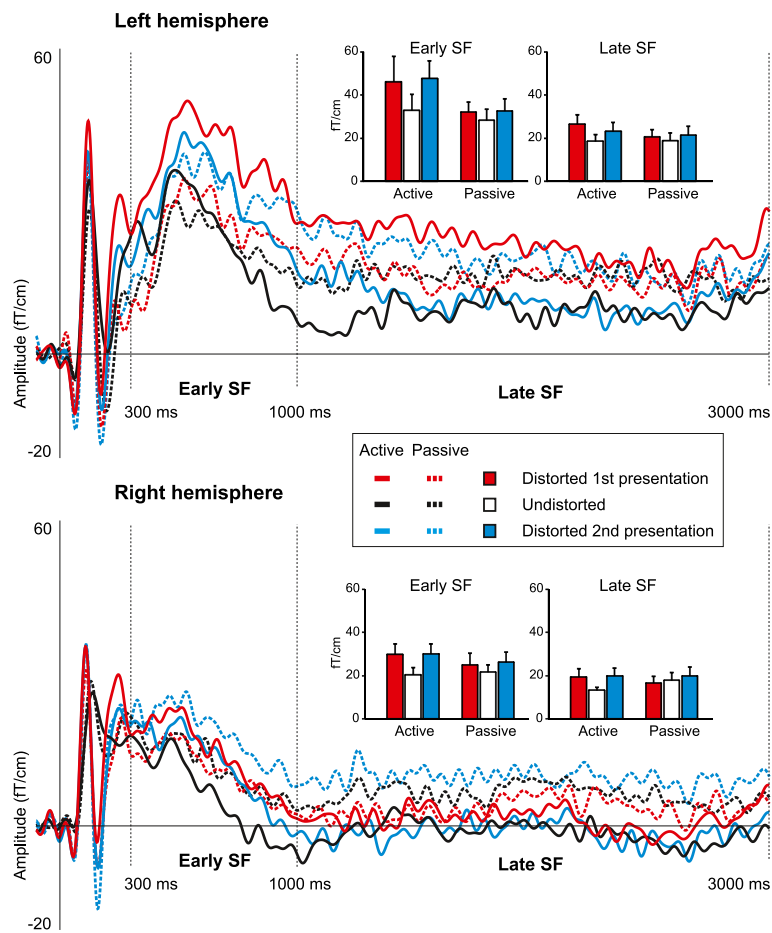 Left hemisphere
60
Amplitude (fT/cm)
-20
Early SF
300 ms
1000 ms
Late SF
3000 ms
Early SF
60
40
20
0
fT/cm
Active
Passive
Late SF
60
40
20
0
Active
Passive
Active Passive
Distorted 1st presentation
Undistorted
Distorted 2nd presentation
Right hemisphere
60
Amplitude (fT/cm)
-20
Early SF
300 ms
1000 ms
Late SF
3000 ms
Early SF
60
40
20
0
fT/cm
Active
Passive
Late SF
60
40
20
0
Active
Passive